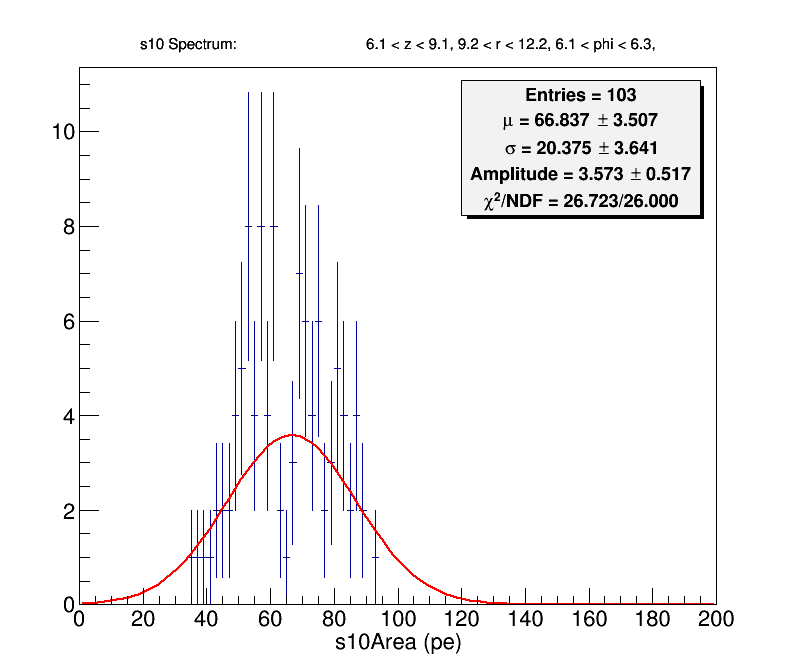 s10 Spectrum: 6.1 < z < 9.1, 9.2 < r < 12.2, 6.1 < phi < 6.3,
Entries = 103
μ = 66.837 ± 3.507
σ = 20.375 ± 3.641
Amplitude = 3.573 ± 0.517
χ²/NDF = 26.723/26.000
10
8
6
4
2
0
0 20 40 60 80 100 120 140 160 180 200
s10Area (pe)